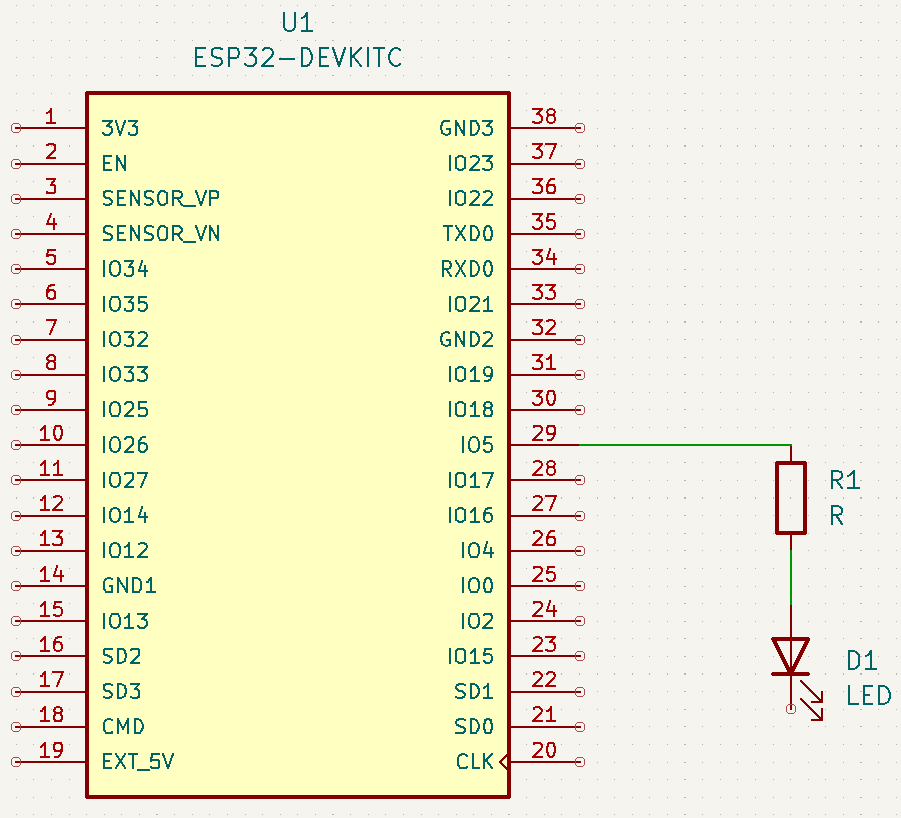 U1
ESP32-DEVKITC
1 3V3 GND3 38
2 EN IO23 37
3 SENSOR_VP IO22 36
4 SENSOR_VN TXD0 35
5 IO34 RXD0 34
6 IO35 IO21 33
7 IO32 GND2 32
8 IO33 IO19 31
9 IO25 IO18 30
10 IO26 IO5 29
11 IO27 IO17 28
12 IO14 IO16 27
13 IO12 IO4 26
14 GND1 IO0 25
15 IO13 IO2 24
16 SD2 IO15 23
17 SD3 SD1 22
18 CMD SD0 21
19 EXT_5V CLK 20
R1
R
D1
LED